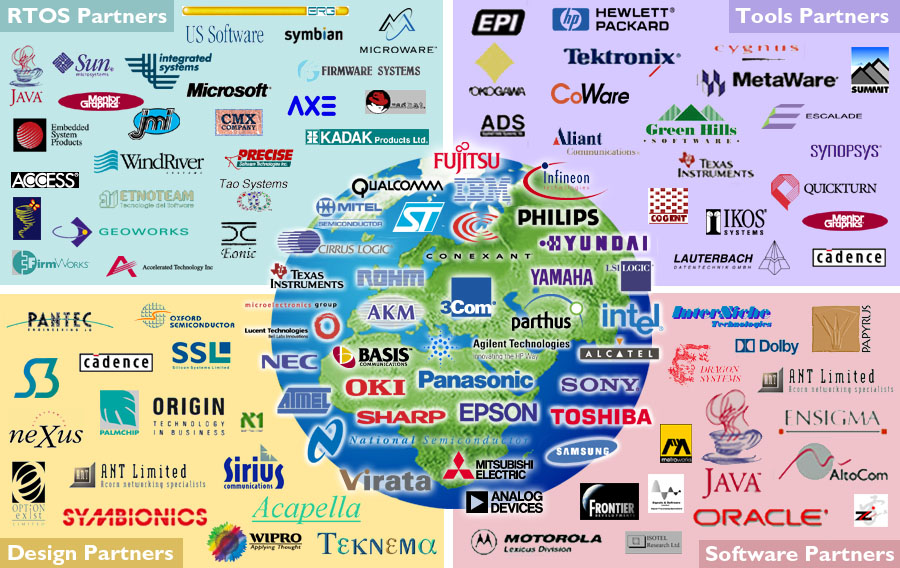 RTOS Partners
ERG
US Software
symbian
MICROWARE
JAVA
Sun
microsystems
integrated
systems
FIRMWARE SYSTEMS
Mentor
Graphics
Microsoft
AXE
redhat
Embedded
System
Products
jmi
CMX
COMPANY
KADAK Products Ltd.
WindRiver
SYSTEMS
PRECISE
Software Technologies Inc
ACCESS
Tao Systems
ETNOTEAM
Tecnologie del Software
GEOWORKS
Eonic
FirmWorks
Accelerated Technology Inc
Tools Partners
EPI
hp
HEWLETT
PACKARD
cygnus
Tektronix
YOKOGAWA
CoWare
MetaWare
SUMMIT
ADS
Aliant
Communications
Green Hills
SOFTWARE
ESCALADE
TEXAS
INSTRUMENTS
SYNOPSYS
COGENT
IKOS
SYSTEMS
QUICKTURN
Mentor
Graphics
LAUTERBACH
DATENTECHNIK GMBH
cadence
FUJITSU
QUALCOMM
IBM
Infineon
technologies
MITEL
SEMICONDUCTOR
ST
PHILIPS
CIRRUS LOGIC
CONEXANT
HYUNDAI
TEXAS
INSTRUMENTS
ROHM
3Com
YAMAHA
LSI LOGIC
microelectronics group
Lucent Technologies
Bell Labs Innovations
AKM
parthus
intel
NEC
BASIS
COMMUNICATIONS
Agilent Technologies
Innovating the HP Way
ALCATEL
OKI
Panasonic
SONY
ATMEL
SHARP
EPSON
TOSHIBA
National Semiconductor
SAMSUNG
Virata
MITSUBISHI
ELECTRIC
ANALOG
DEVICES
PANTEC
OXFORD
SEMICONDUCTOR
S3
cadence
SSL
Silicon Systems Limited
neXus
PALMCHIP
ORIGIN
TECHNOLOGY
IN BUSINESS
OPTION
exist
LIMITED
ANT Limited
Acorn networking specialists
Sirius
communications
SYMBIONICS
Acapella
WIPRO
Applying Thought
TEKNEMA
Design Partners
InterNiche
Technologies
Dolby
PAPYRUS
DRAGON
SYSTEMS
ANT Limited
Acorn networking specialists
JAVA
ENSIGMA
metroworks
AltoCom
FRONTIER
DEVELOPMENTS
ORACLE
MOTOROLA
Lexicus Division
ISOTEL
Research Ltd
Software Partners